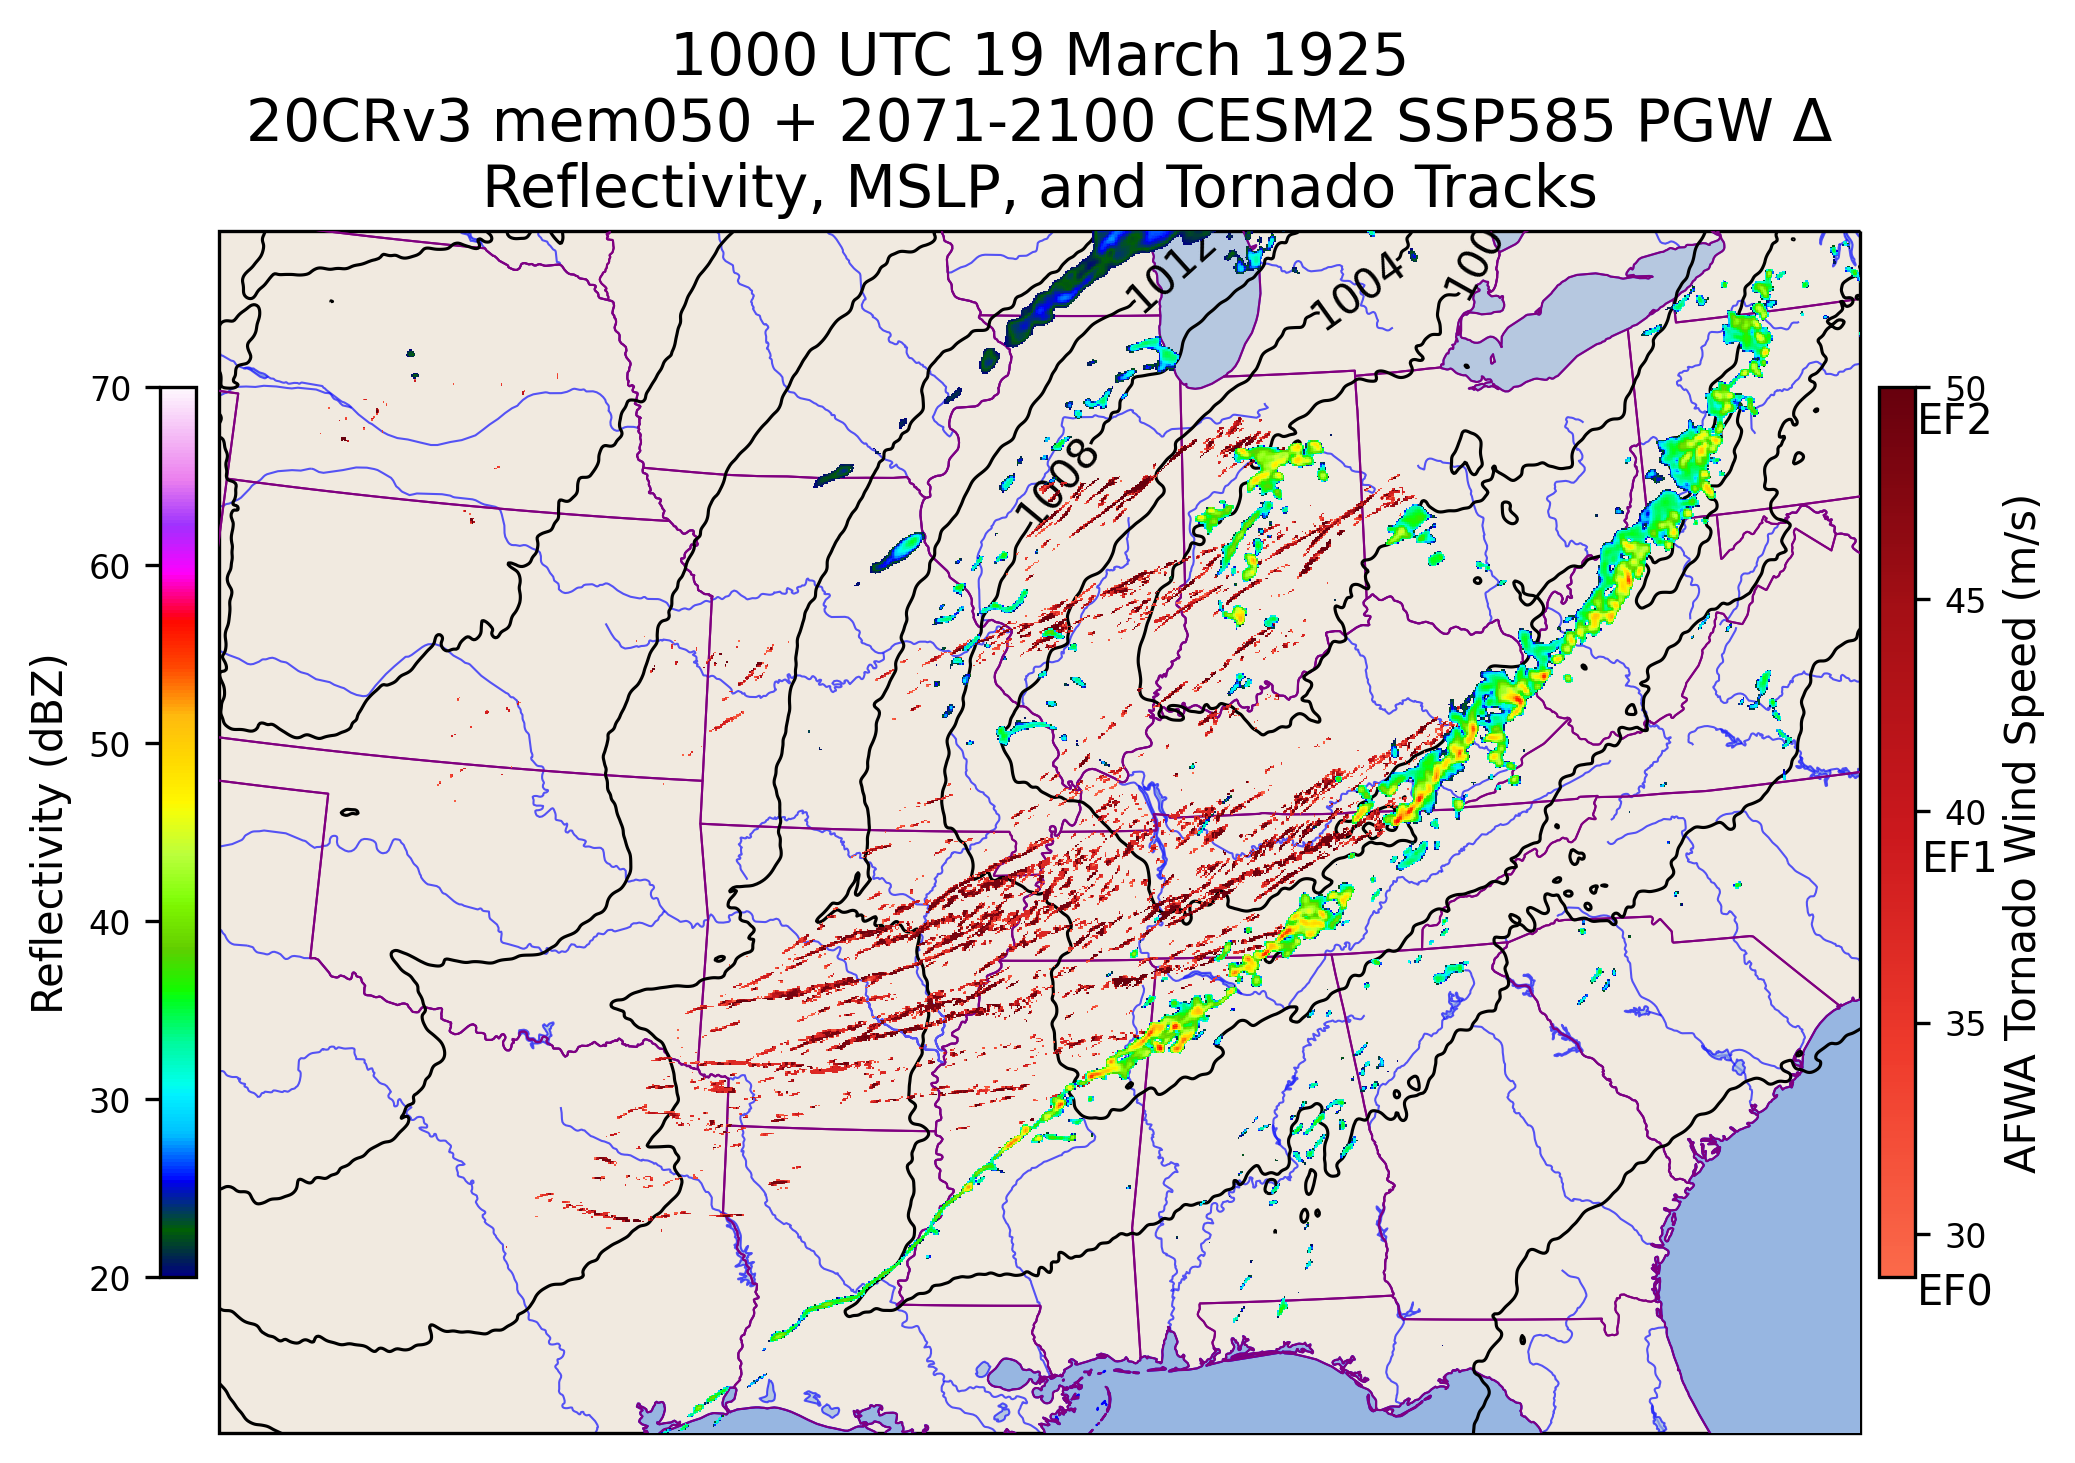 1000 UTC 19 March 1925
20CRv3 mem050 + 2071-2100 CESM2 SSP585 PGW Δ
Reflectivity, MSLP, and Tornado Tracks
1012
1004
100
1008
70
60
50
40
30
20
Reflectivity (dBZ)
50
EF2
45
40
EF1
35
30
EF0
AFWA Tornado Wind Speed (m/s)